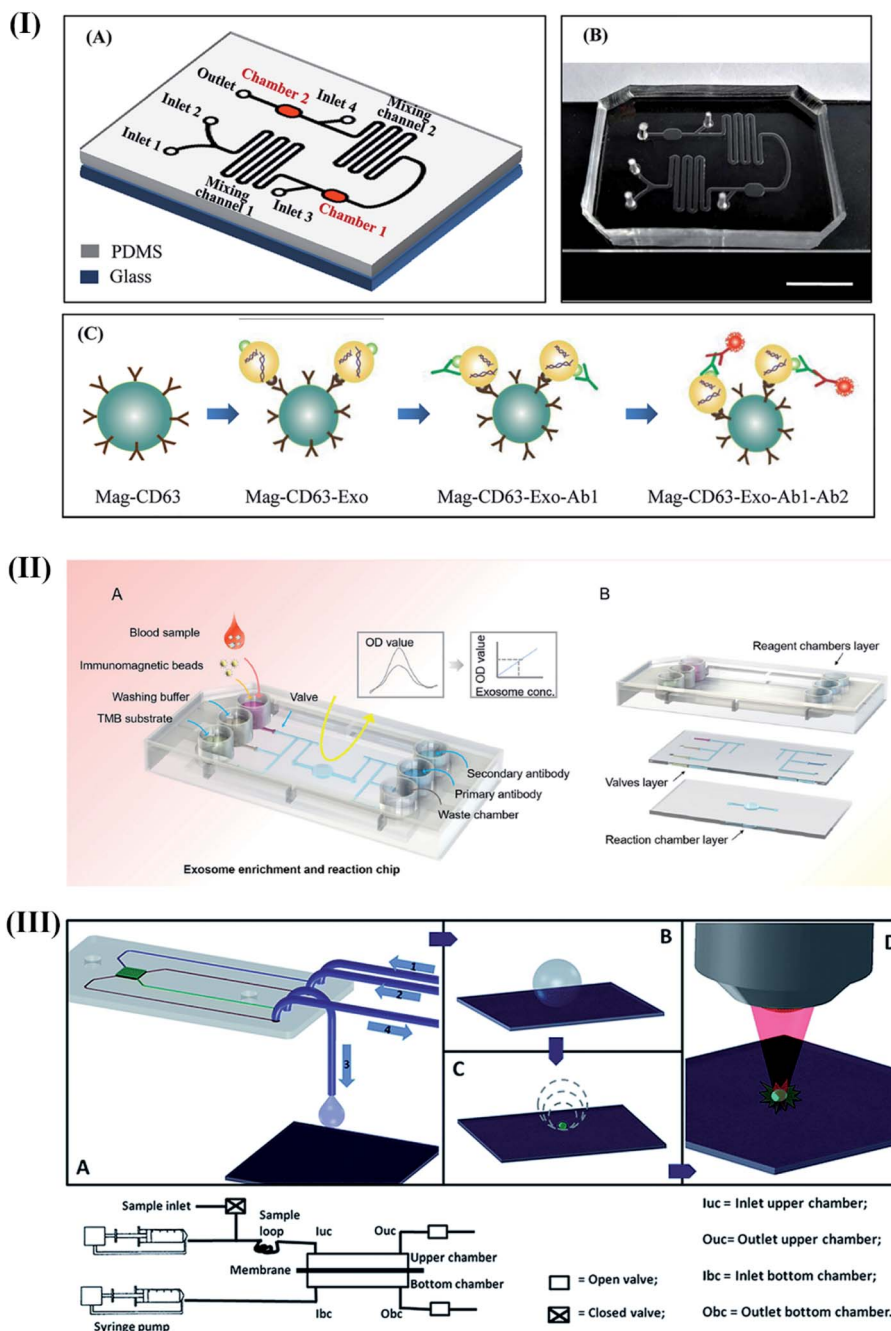 (I)
(A)
Outlet
Chamber 2
Inlet 4
Mixing
channel 2
Inlet 2
Inlet 1
Mixing
channel 1
Inlet 3
Chamber 1
PDMS
Glass
(B)
(C)
Mag-CD63
Mag-CD63-Exo
Mag-CD63-Exo-Ab1
Mag-CD63-Exo-Ab1-Ab2
(II)
A
Blood sample
Immunomagnetic beads
Washing buffer
TMB substrate
Valve
OD value
OD value
Exosome conc.
Secondary antibody
Primary antibody
Waste chamber
Exosome enrichment and reaction chip
B
Reagent chambers layer
Valves layer
Reaction chamber layer
(III)
1
2
4
3
A
B
C
D
Sample inlet
Sample
loop
Iuc
Ouc
Upper chamber
Membrane
Bottom chamber
Ibc
Obc
Syringe pump
= Open valve;
= Closed valve;
Iuc = Inlet upper chamber;
Ouc= Outlet upper chamber;
Ibc = Inlet bottom chamber;
Obc = Outlet bottom chamber.